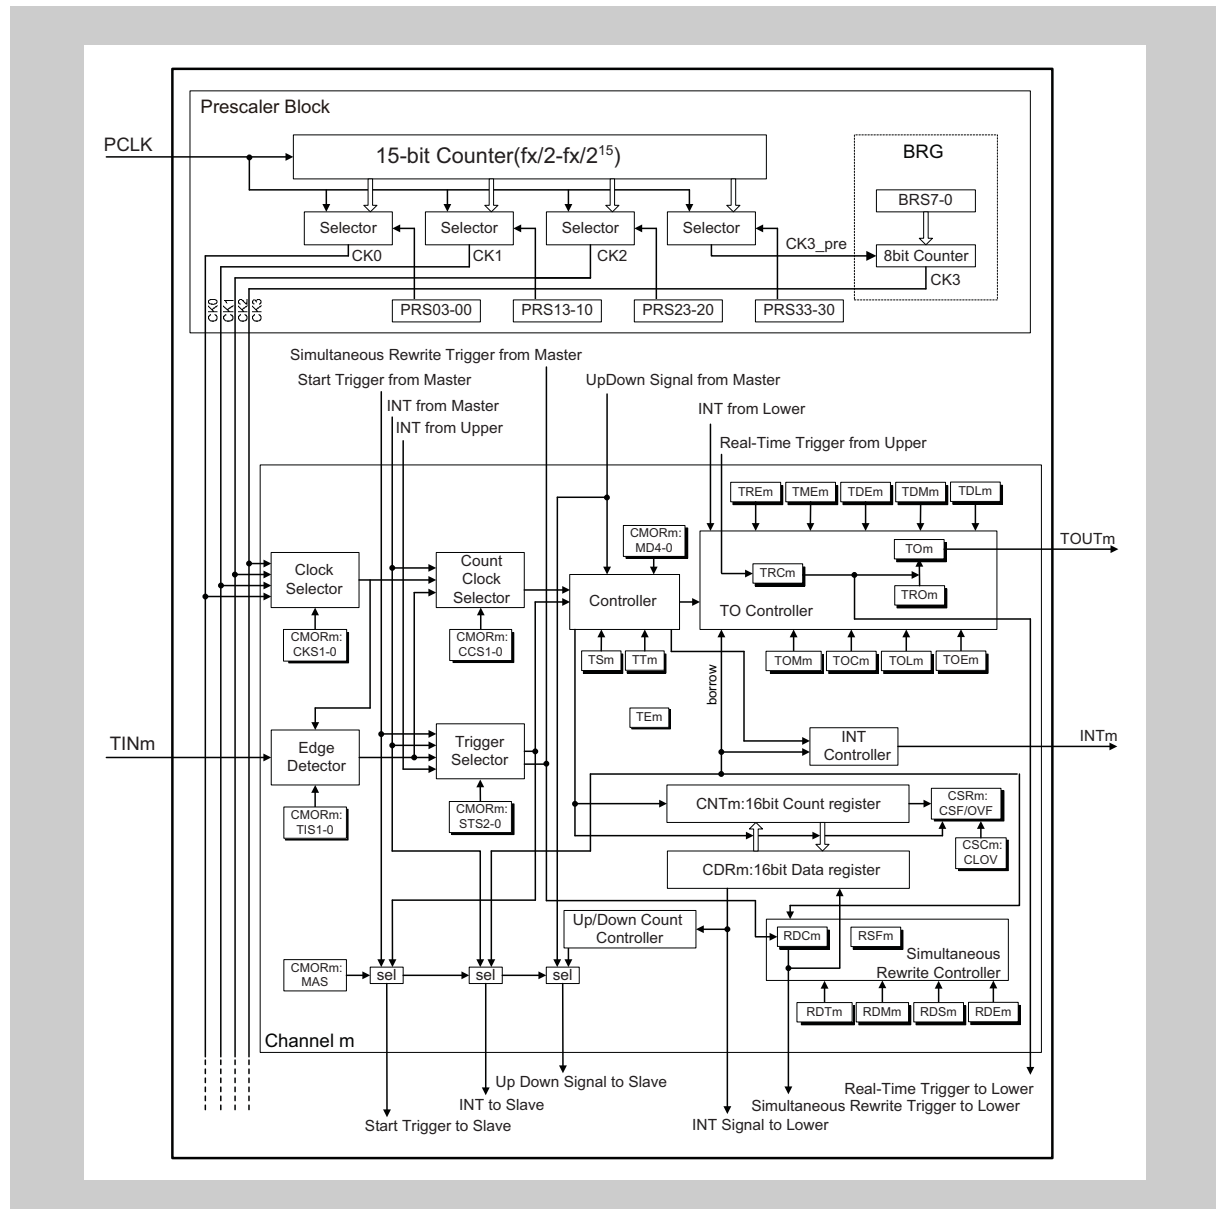 Prescaler Block
PCLK
15-bit Counter(fx/2-fx/2¹⁵)
BRG
BRS7-0
Selector
Selector
Selector
Selector
8bit Counter
CK3_pre
CK0
CK1
CK2
CK3
CK0
CK1
CK2
CK3
PRS03-00
PRS13-10
PRS23-20
PRS33-30
Simultaneous Rewrite Trigger from Master
Start Trigger from Master
UpDown Signal from Master
INT from Master
INT from Lower
INT from Upper
Real-Time Trigger from Upper
TREm
TMEm
TDEm
TDMm
TDLm
CMORm:
MD4-0
TOUTm
TOm
TRCm
TROm
TO Controller
Clock
Selector
Count
Clock
Selector
Controller
CMORm:
CKS1-0
CMORm:
CCS1-0
TSm
TTm
TOMm
TOCm
TOLm
TOEm
borrow
TEm
TINm
Edge
Detector
Trigger
Selector
INT
Controller
INTm
CMORm:
TIS1-0
CMORm:
STS2-0
CNTm:16bit Count register
CSRm:
CSF/OVF
CSCm:
CLOV
CDRm:16bit Data register
Up/Down Count
Controller
RDCm
RSFm
Simultaneous
Rewrite Controller
CMORm:
MAS
sel
sel
sel
RDTm
RDMm
RDSm
RDEm
Channel m
Up Down Signal to Slave
Real-Time Trigger to Lower
INT to Slave
Simultaneous Rewrite Trigger to Lower
Start Trigger to Slave
INT Signal to Lower